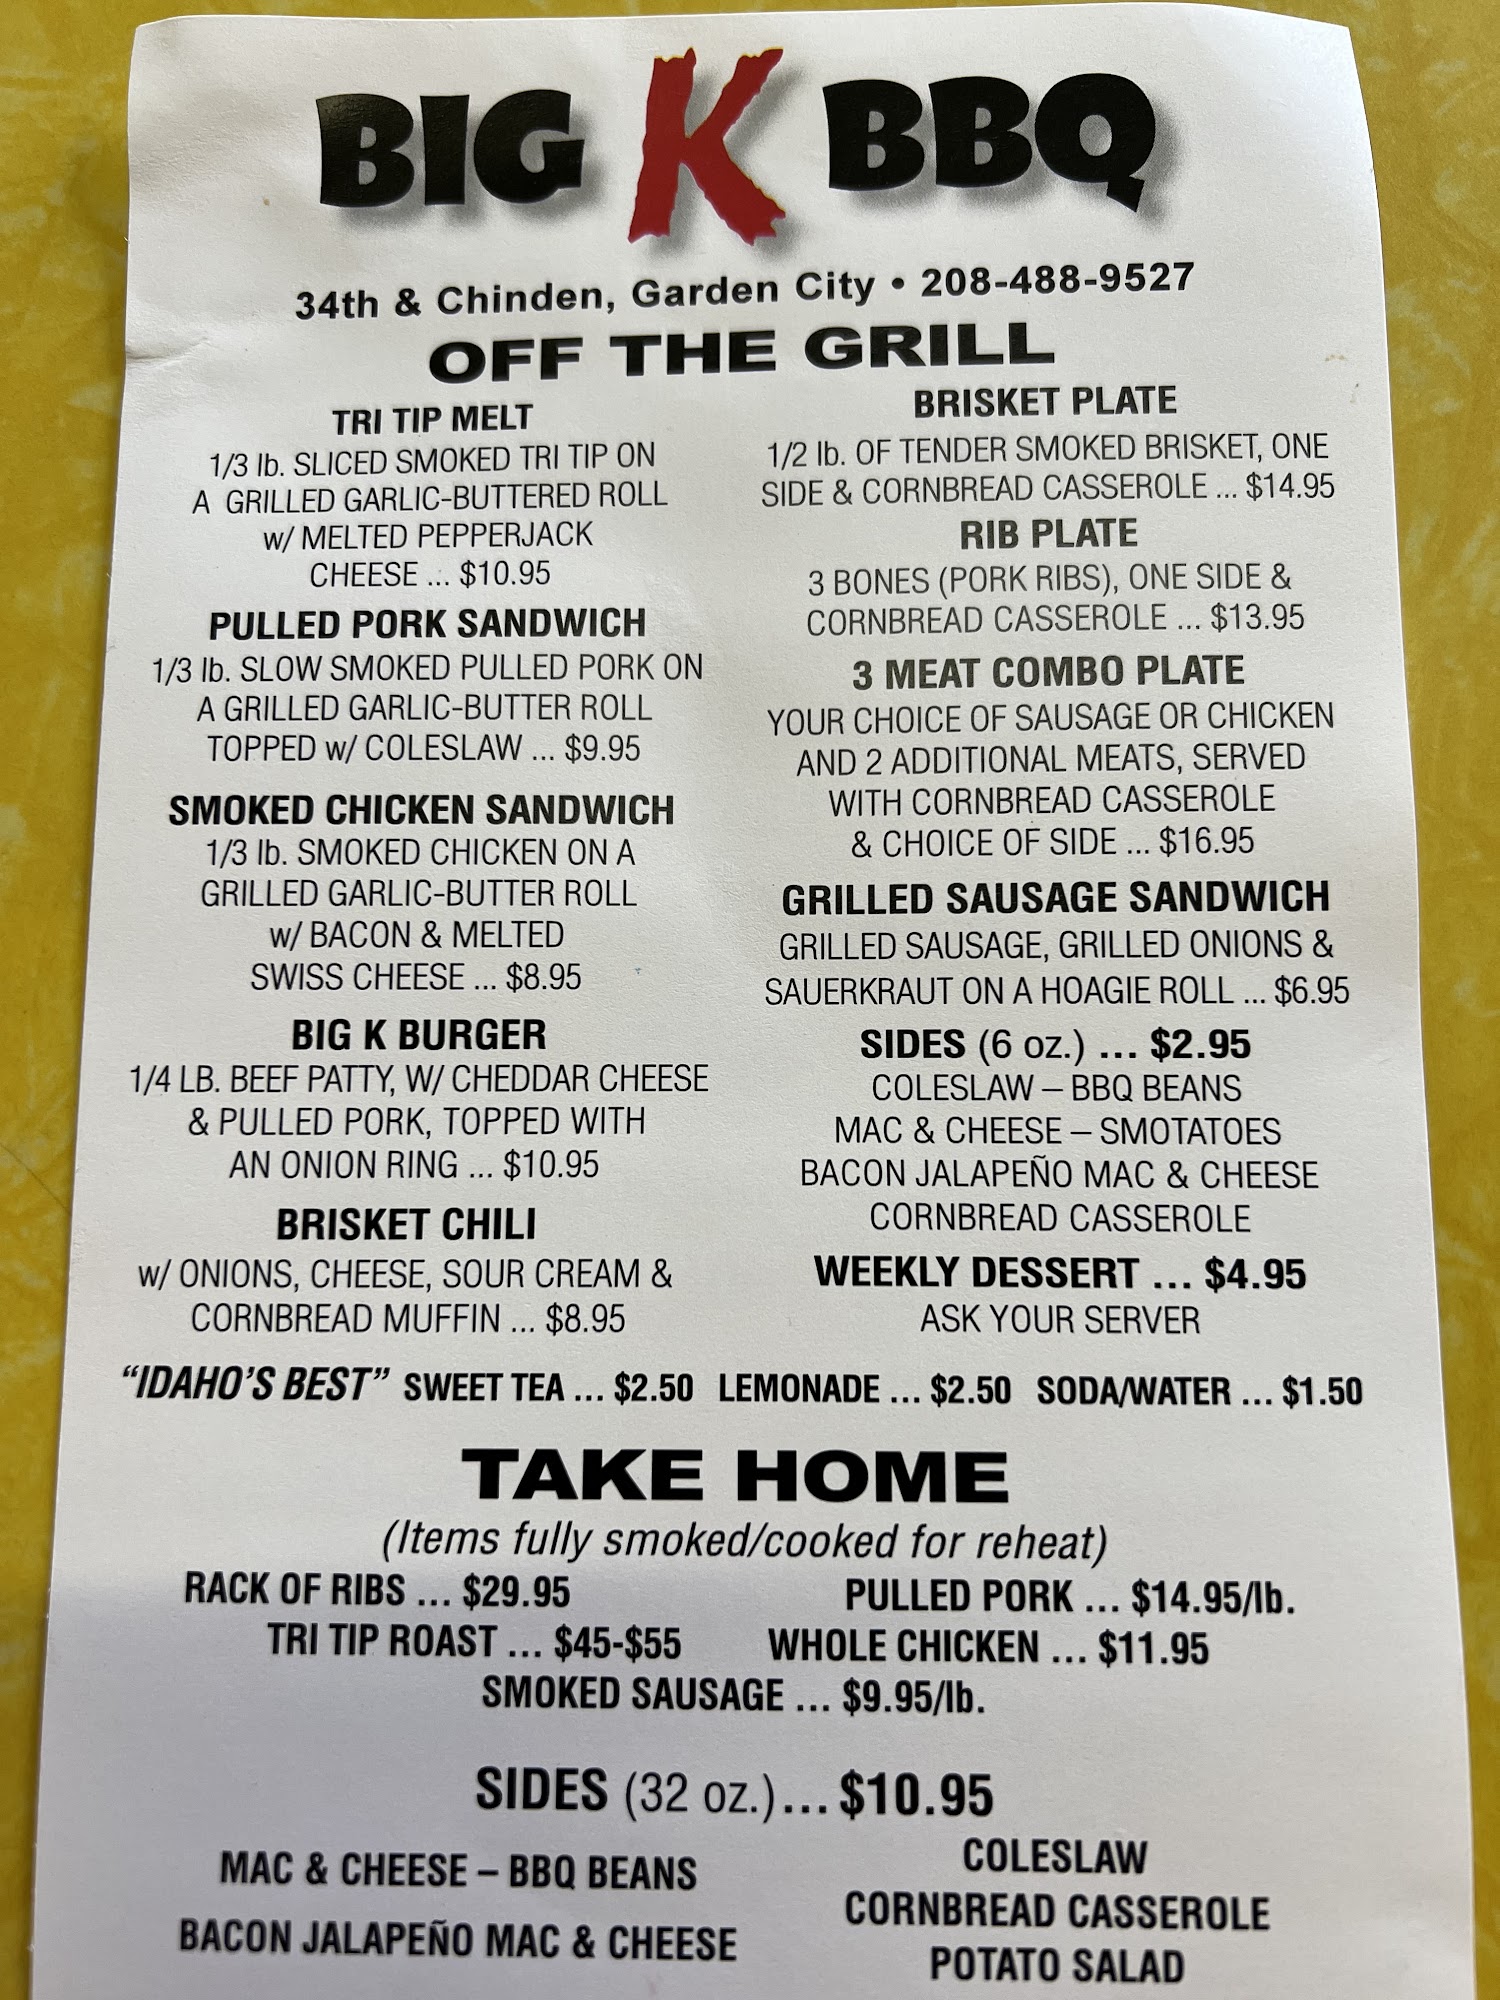 BIG K BBQ
34th & Chinden, Garden City • 208-488-9527
OFF THE GRILL
TRI TIP MELT
1/3 lb. SLICED SMOKED TRI TIP ON
A GRILLED GARLIC-BUTTERED ROLL
w/ MELTED PEPPERJACK
CHEESE ... $10.95
PULLED PORK SANDWICH
1/3 lb. SLOW SMOKED PULLED PORK ON
A GRILLED GARLIC-BUTTER ROLL
TOPPED w/ COLESLAW ... $9.95
SMOKED CHICKEN SANDWICH
1/3 lb. SMOKED CHICKEN ON A
GRILLED GARLIC-BUTTER ROLL
w/ BACON & MELTED
SWISS CHEESE ... $8.95
BIG K BURGER
1/4 LB. BEEF PATTY, W/ CHEDDAR CHEESE
& PULLED PORK, TOPPED WITH
AN ONION RING ... $10.95
BRISKET CHILI
w/ ONIONS, CHEESE, SOUR CREAM &
CORNBREAD MUFFIN ... $8.95
BRISKET PLATE
1/2 lb. OF TENDER SMOKED BRISKET, ONE
SIDE & CORNBREAD CASSEROLE ... $14.95
RIB PLATE
3 BONES (PORK RIBS), ONE SIDE &
CORNBREAD CASSEROLE ... $13.95
3 MEAT COMBO PLATE
YOUR CHOICE OF SAUSAGE OR CHICKEN
AND 2 ADDITIONAL MEATS, SERVED
WITH CORNBREAD CASSEROLE
& CHOICE OF SIDE ... $16.95
GRILLED SAUSAGE SANDWICH
GRILLED SAUSAGE, GRILLED ONIONS &
SAUERKRAUT ON A HOAGIE ROLL ... $6.95
SIDES (6 oz.) ... $2.95
COLESLAW – BBQ BEANS
MAC & CHEESE – SMOTATOES
BACON JALAPEÑO MAC & CHEESE
CORNBREAD CASSEROLE
WEEKLY DESSERT ... $4.95
ASK YOUR SERVER
“IDAHO’S BEST” SWEET TEA ... $2.50 LEMONADE ... $2.50 SODA/WATER ... $1.50
TAKE HOME
(Items fully smoked/cooked for reheat)
RACK OF RIBS ... $29.95 PULLED PORK ... $14.95/lb.
TRI TIP ROAST ... $45-$55 WHOLE CHICKEN ... $11.95
SMOKED SAUSAGE ... $9.95/lb.
SIDES (32 oz.)... $10.95
MAC & CHEESE – BBQ BEANS
BACON JALAPEÑO MAC & CHEESE
COLESLAW
CORNBREAD CASSEROLE
POTATO SALAD